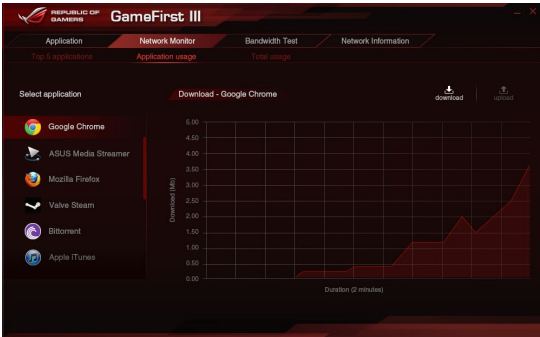 REPUBLIC OF
GAMERS
GameFirst III
Application
Network Monitor
Bandwidth Test
Network Information
Top 5 applications
Application usage
Total usage
Select application
Download - Google Chrome
download
upload
Google Chrome
ASUS Media Streamer
Mozilla Firefox
Valve Steam
Bittorrent
Apple iTunes
Download (Mb)
5.00
4.50
4.00
3.50
3.00
2.50
2.00
1.50
1.00
0.50
0.00
Duration (2 minutes)